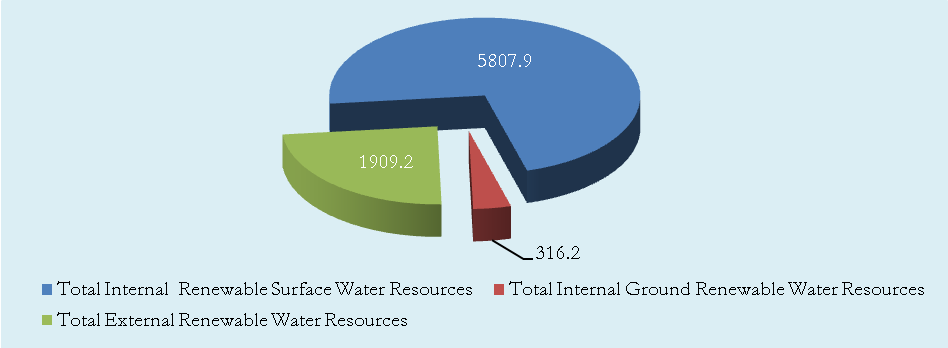 5807.9
1909.2
316.2
Total Internal Renewable Surface Water Resources
Total Internal Ground Renewable Water Resources
Total External Renewable Water Resources